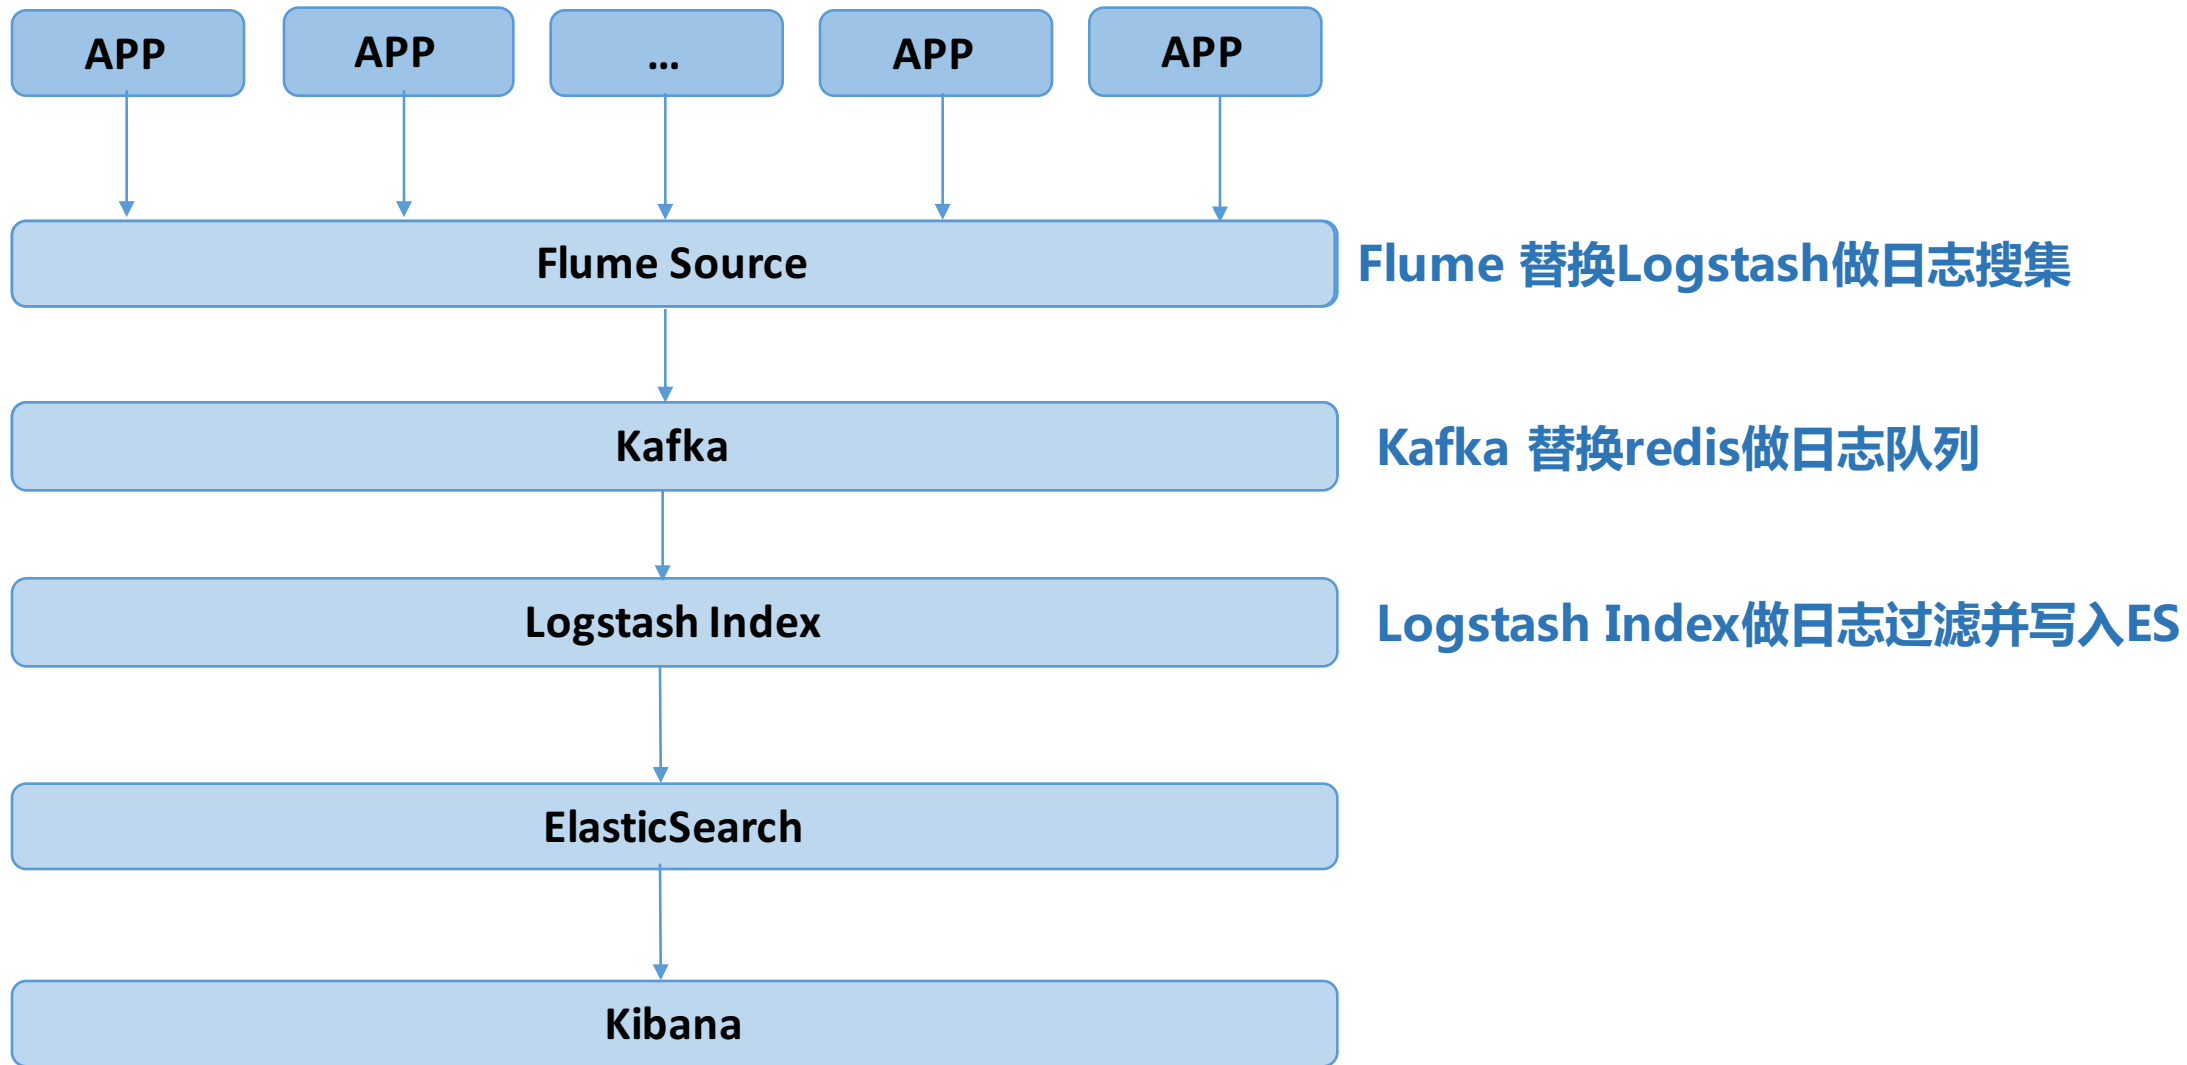 APP
APP
...
APP
APP
Flume Source
Flume 替换Logstash做日志搜集
Kafka
Kafka 替换redis做日志队列
Logstash Index
Logstash Index做日志过滤并写入ES
ElasticSearch
Kibana